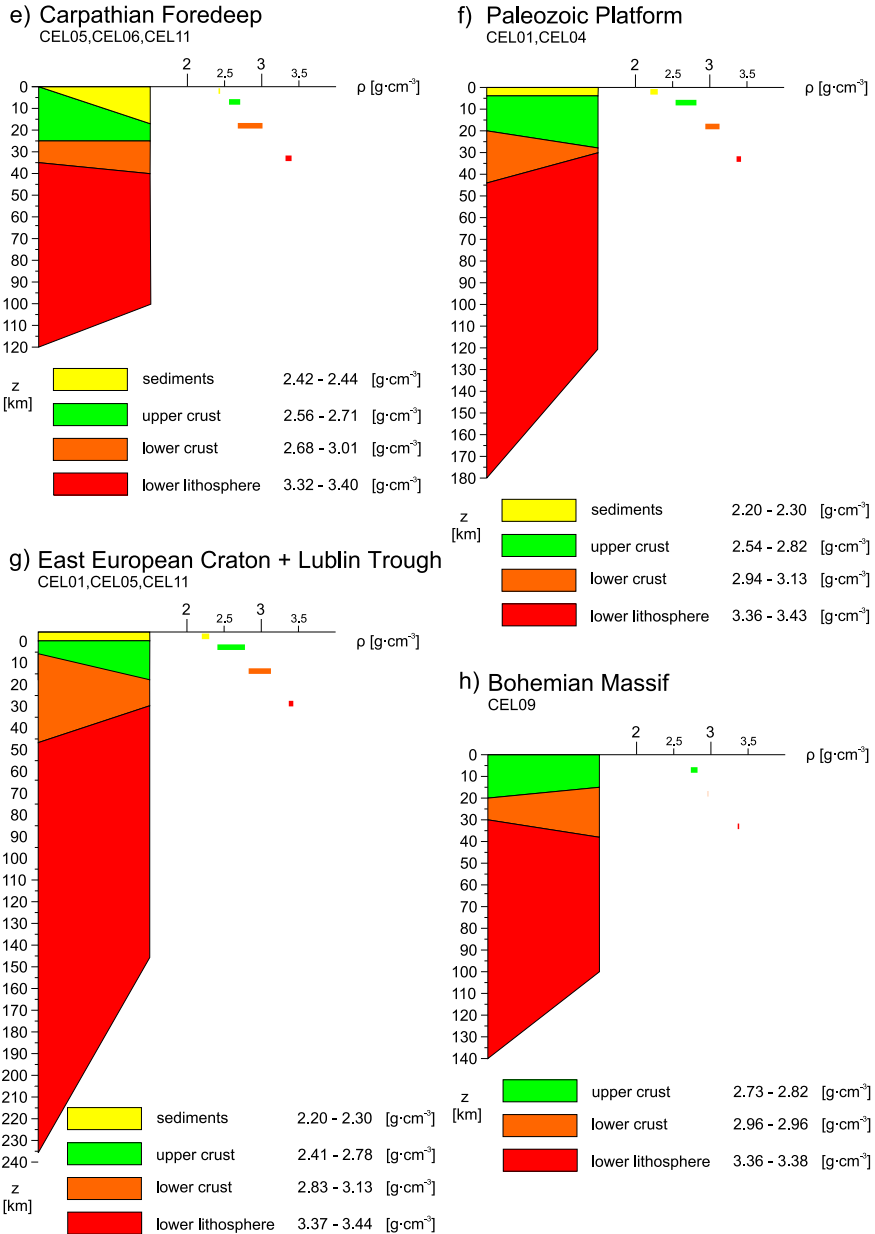 e) Carpathian Foredeep
CEL05,CEL06,CEL11
2 2.5 3 3.5
ρ [g·cm⁻³]
0
10
20
30
40
50
60
70
80
90
100
110
120
z
[km]
sediments 2.42 - 2.44 [g·cm⁻³]
upper crust 2.56 - 2.71 [g·cm⁻³]
lower crust 2.68 - 3.01 [g·cm⁻³]
lower lithosphere 3.32 - 3.40 [g·cm⁻³]
f) Paleozoic Platform
CEL01,CEL04
2 2.5 3 3.5
ρ [g·cm⁻³]
0
10
20
30
40
50
60
70
80
90
100
110
120
130
140
150
160
170
180
z
[km]
sediments 2.20 - 2.30 [g·cm⁻³]
upper crust 2.54 - 2.82 [g·cm⁻³]
lower crust 2.94 - 3.13 [g·cm⁻³]
lower lithosphere 3.36 - 3.43 [g·cm⁻³]
g) East European Craton + Lublin Trough
CEL01,CEL05,CEL11
2 2.5 3 3.5
ρ [g·cm⁻³]
0
10
20
30
40
50
60
70
80
90
100
110
120
130
140
150
160
170
180
190
200
210
220
230
240
z
[km]
sediments 2.20 - 2.30 [g·cm⁻³]
upper crust 2.41 - 2.78 [g·cm⁻³]
lower crust 2.83 - 3.13 [g·cm⁻³]
lower lithosphere 3.37 - 3.44 [g·cm⁻³]
h) Bohemian Massif
CEL09
2 2.5 3 3.5
ρ [g·cm⁻³]
0
10
20
30
40
50
60
70
80
90
100
110
120
130
140
z
[km]
upper crust 2.73 - 2.82 [g·cm⁻³]
lower crust 2.96 - 2.96 [g·cm⁻³]
lower lithosphere 3.36 - 3.38 [g·cm⁻³]